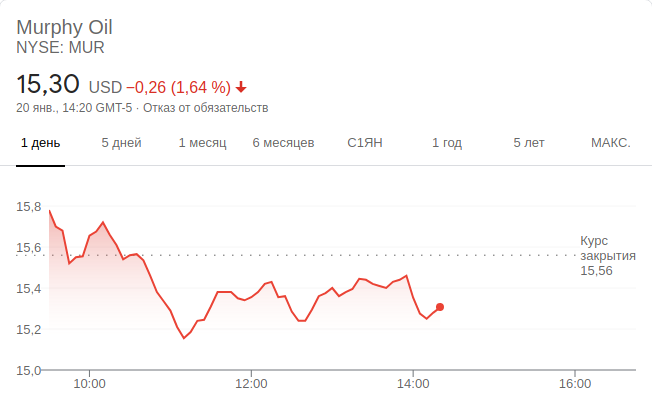 Murphy Oil
NYSE: MUR
15,30 USD −0,26 (1,64 %)
20 янв., 14:20 GMT-5 · Отказ от обязательств
1 день 5 дней 1 месяц 6 месяцев С1ЯН 1 год 5 лет МАКС.
15,8
15,6
15,4
15,2
15,0
Курс
закрытия
15,56
10:00 12:00 14:00 16:00